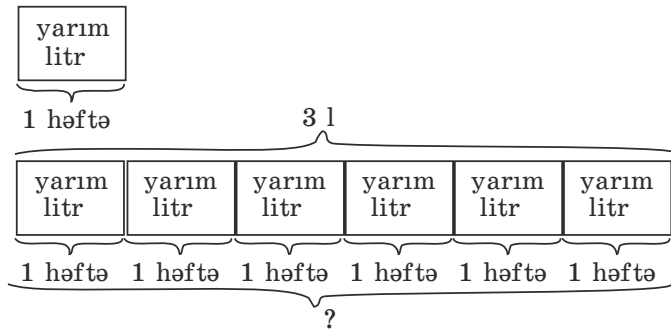 yarım
litr
1 həftə
3 l
yarım yarım yarım yarım yarım yarım
litr litr litr litr litr litr
1 həftə 1 həftə 1 həftə 1 həftə 1 həftə 1 həftə
?